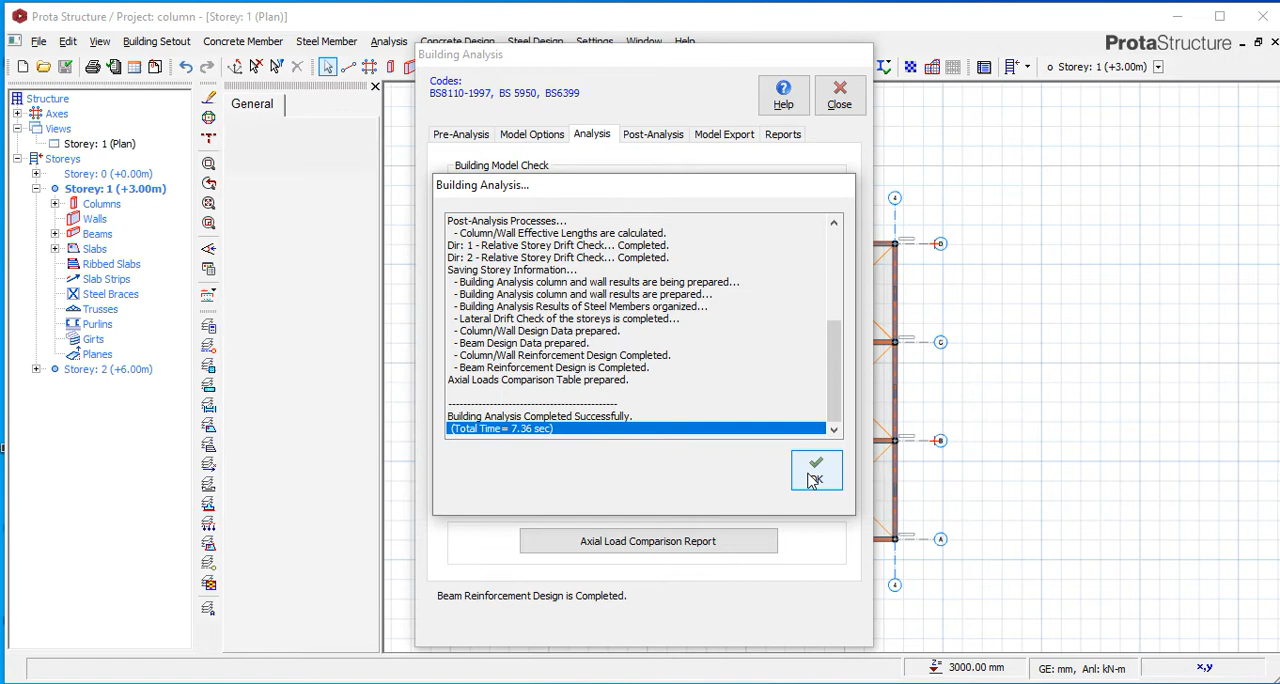 Prota Structure / Project: column - [Storey: 1 (Plan)]
File Edit View Building Setout Concrete Member Steel Member Analysis Concrete Design Steel Design Settings Window Help
ProtaStructure
Storey: 1 (+3.00m)
Structure
Axes
Views
Storey: 1 (Plan)
Storeys
Storey: 0 (+0.00m)
Storey: 1 (+3.00m)
Columns
Walls
Beams
Slabs
Ribbed Slabs
Slab Strips
Steel Braces
Trusses
Purlins
Girts
Planes
Storey: 2 (+6.00m)
General
Building Analysis
Codes:
BS8110-1997, BS 5950, BS6399
Help Close
Pre-Analysis Model Options Analysis Post-Analysis Model Export Reports
Building Model Check
Building Analysis...
Post-Analysis Processes...
- Column/Wall Effective Lengths are calculated.
Dir: 1 - Relative Storey Drift Check... Completed.
Dir: 2 - Relative Storey Drift Check... Completed.
Saving Storey Information...
- Building Analysis column and wall results are being prepared...
- Building Analysis column and wall results are prepared...
- Building Analysis Results of Steel Members organized...
- Lateral Drift Check of the storeys is completed...
- Column/Wall Design Data prepared.
- Beam Design Data prepared.
- Column/Wall Reinforcement Design Completed.
- Beam Reinforcement Design is Completed.
Axial Loads Comparison Table prepared.
--------------------------------------------
Building Analysis Completed Successfully.
(Total Time= 7.36 sec)
OK
Axial Load Comparison Report
Beam Reinforcement Design is Completed.
4
D
C
B
A
4
3000.00 mm
GE: mm, Anl: kN-m
x,y